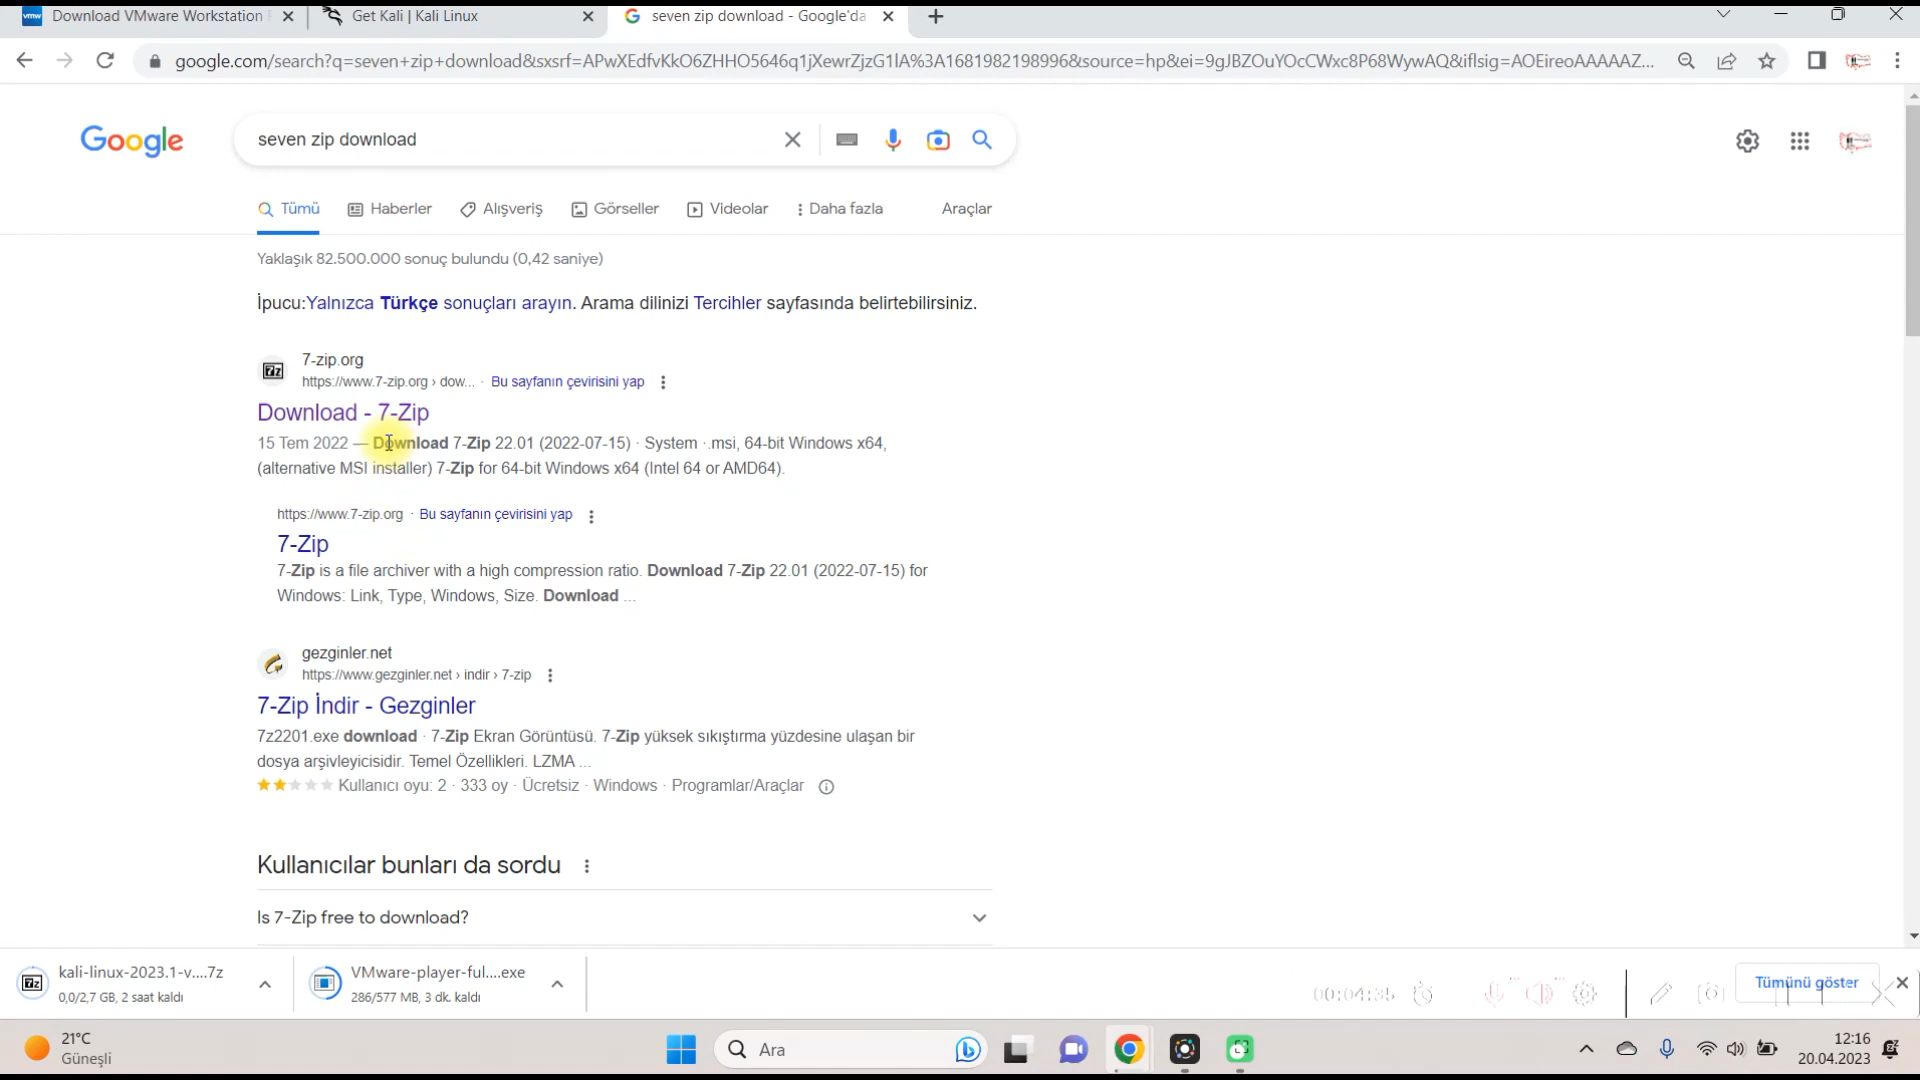 Download VMware Workstation
Get Kali | Kali Linux
seven zip download - Google'da
google.com/search?q=seven+zip+download&sxsrf=APwXEdfvKkO6ZHHO5646q1jXewrZjzG1lA%3A1681982198996&source=hp&ei=9gJBZOuYOcCWxc8P68WywAQ&iflsig=AOEireoAAAAAZ...
Google
seven zip download
Tümü
Haberler
Alışveriş
Görseller
Videolar
Daha fazla
Araçlar
Yaklaşık 82.500.000 sonuç bulundu (0,42 saniye)
İpucu:Yalnızca Türkçe sonuçları arayın. Arama dilinizi Tercihler sayfasında belirtebilirsiniz.
7-zip.org
https://www.7-zip.org › dow... · Bu sayfanın çevirisini yap
Download - 7-Zip
15 Tem 2022 — Download 7-Zip 22.01 (2022-07-15) · System · .msi, 64-bit Windows x64,
(alternative MSI installer) 7-Zip for 64-bit Windows x64 (Intel 64 or AMD64).
https://www.7-zip.org · Bu sayfanın çevirisini yap
7-Zip
7-Zip is a file archiver with a high compression ratio. Download 7-Zip 22.01 (2022-07-15) for
Windows: Link, Type, Windows, Size. Download ...
gezginler.net
https://www.gezginler.net › indir › 7-zip
7-Zip İndir - Gezginler
7z2201.exe download · 7-Zip Ekran Görüntüsü. 7-Zip yüksek sıkıştırma yüzdesine ulaşan bir
dosya arşivleyicisidir. Temel Özellikleri. LZMA ...
Kullanıcı oyu: 2 · 333 oy · Ücretsiz · Windows · Programlar/Araçlar
Kullanıcılar bunları da sordu
Is 7-Zip free to download?
kali-linux-2023.1-v....7z
0,0/2,7 GB, 2 saat kaldı
VMware-player-ful....exe
286/577 MB, 3 dk. kaldı
00:04:35
Tümünü göster
21°C
Güneşli
Ara
12:16
20.04.2023